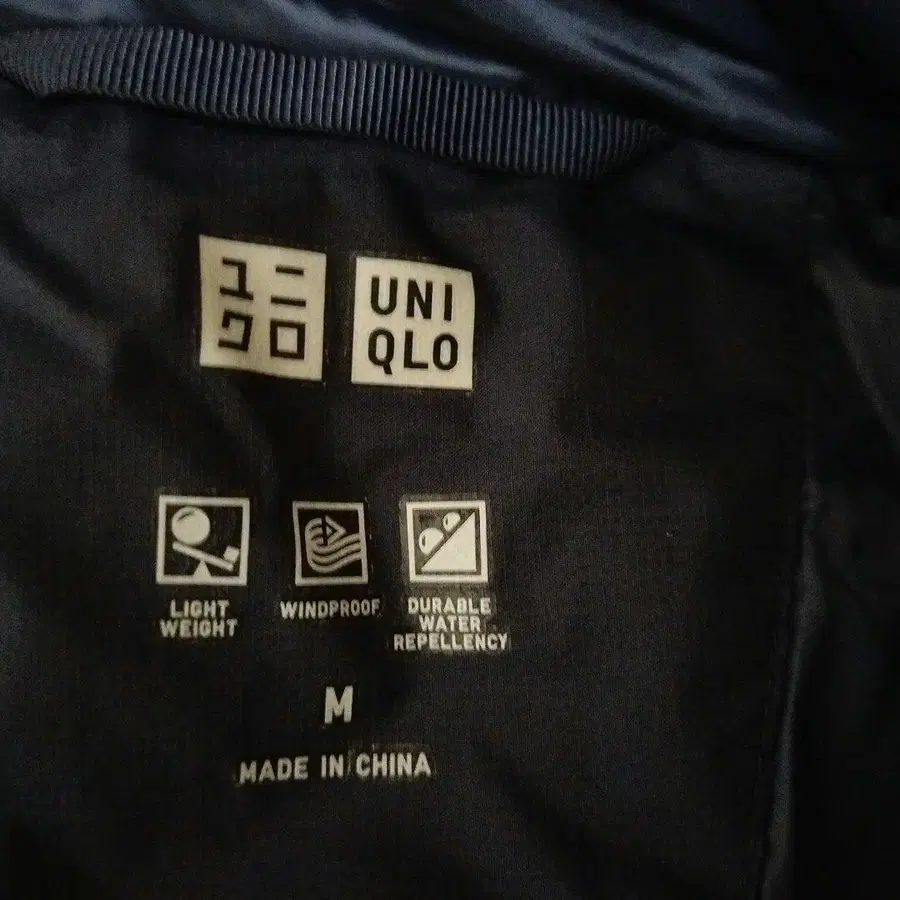 ユニ
クロ
UNI
QLO
LIGHT
WEIGHT
WINDPROOF
DURABLE
WATER
REPELLENCY
M
MADE IN CHINA